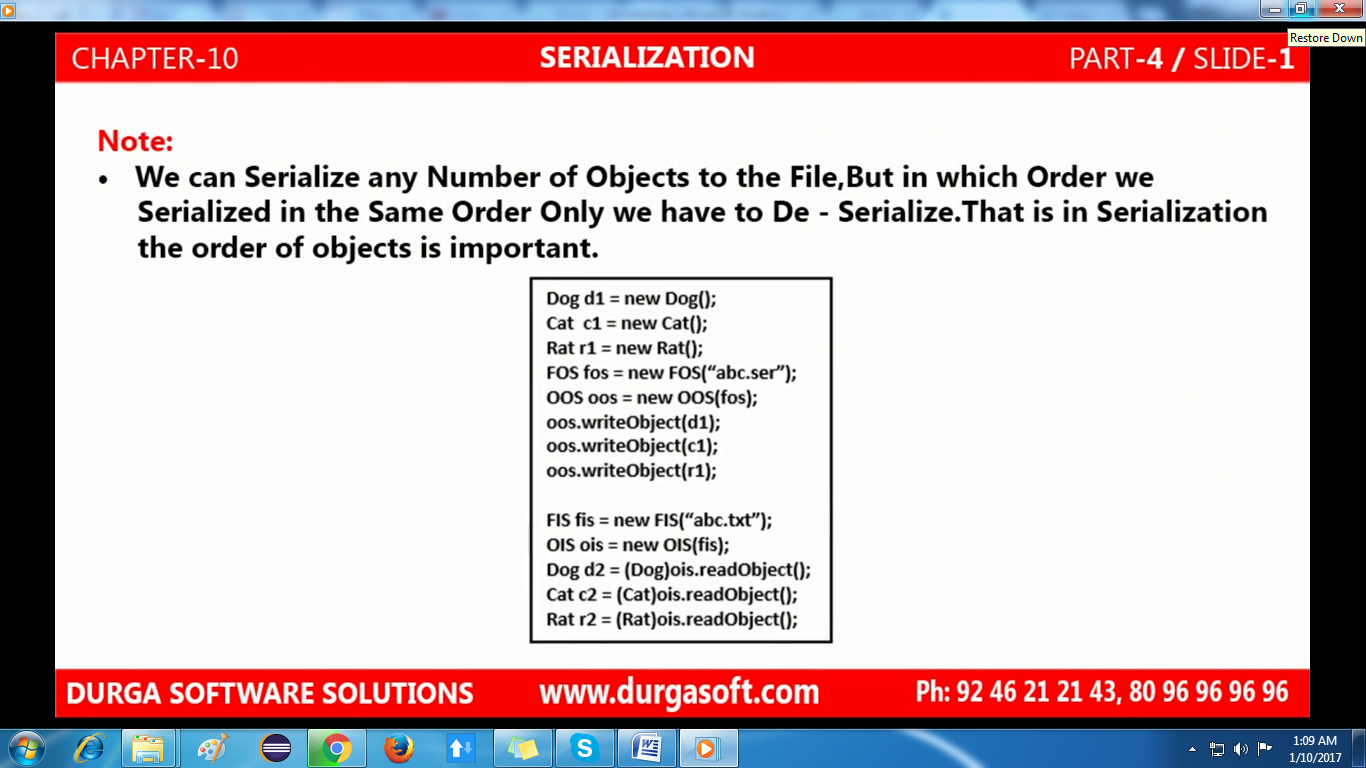 Restore Down
CHAPTER-10 SERIALIZATION PART-4 / SLIDE-1
Note:
• We can Serialize any Number of Objects to the File,But in which Order we
Serialized in the Same Order Only we have to De - Serialize.That is in Serialization
the order of objects is important.
Dog d1 = new Dog();
Cat  c1 = new Cat();
Rat r1 = new Rat();
FOS fos = new FOS(“abc.ser”);
OOS oos = new OOS(fos);
oos.writeObject(d1);
oos.writeObject(c1);
oos.writeObject(r1);
FIS fis = new FIS(“abc.txt”);
OIS ois = new OIS(fis);
Dog d2 = (Dog)ois.readObject();
Cat c2 = (Cat)ois.readObject();
Rat r2 = (Rat)ois.readObject();
DURGA SOFTWARE SOLUTIONS www.durgasoft.com Ph: 92 46 21 21 43, 80 96 96 96 96
1:09 AM
1/10/2017